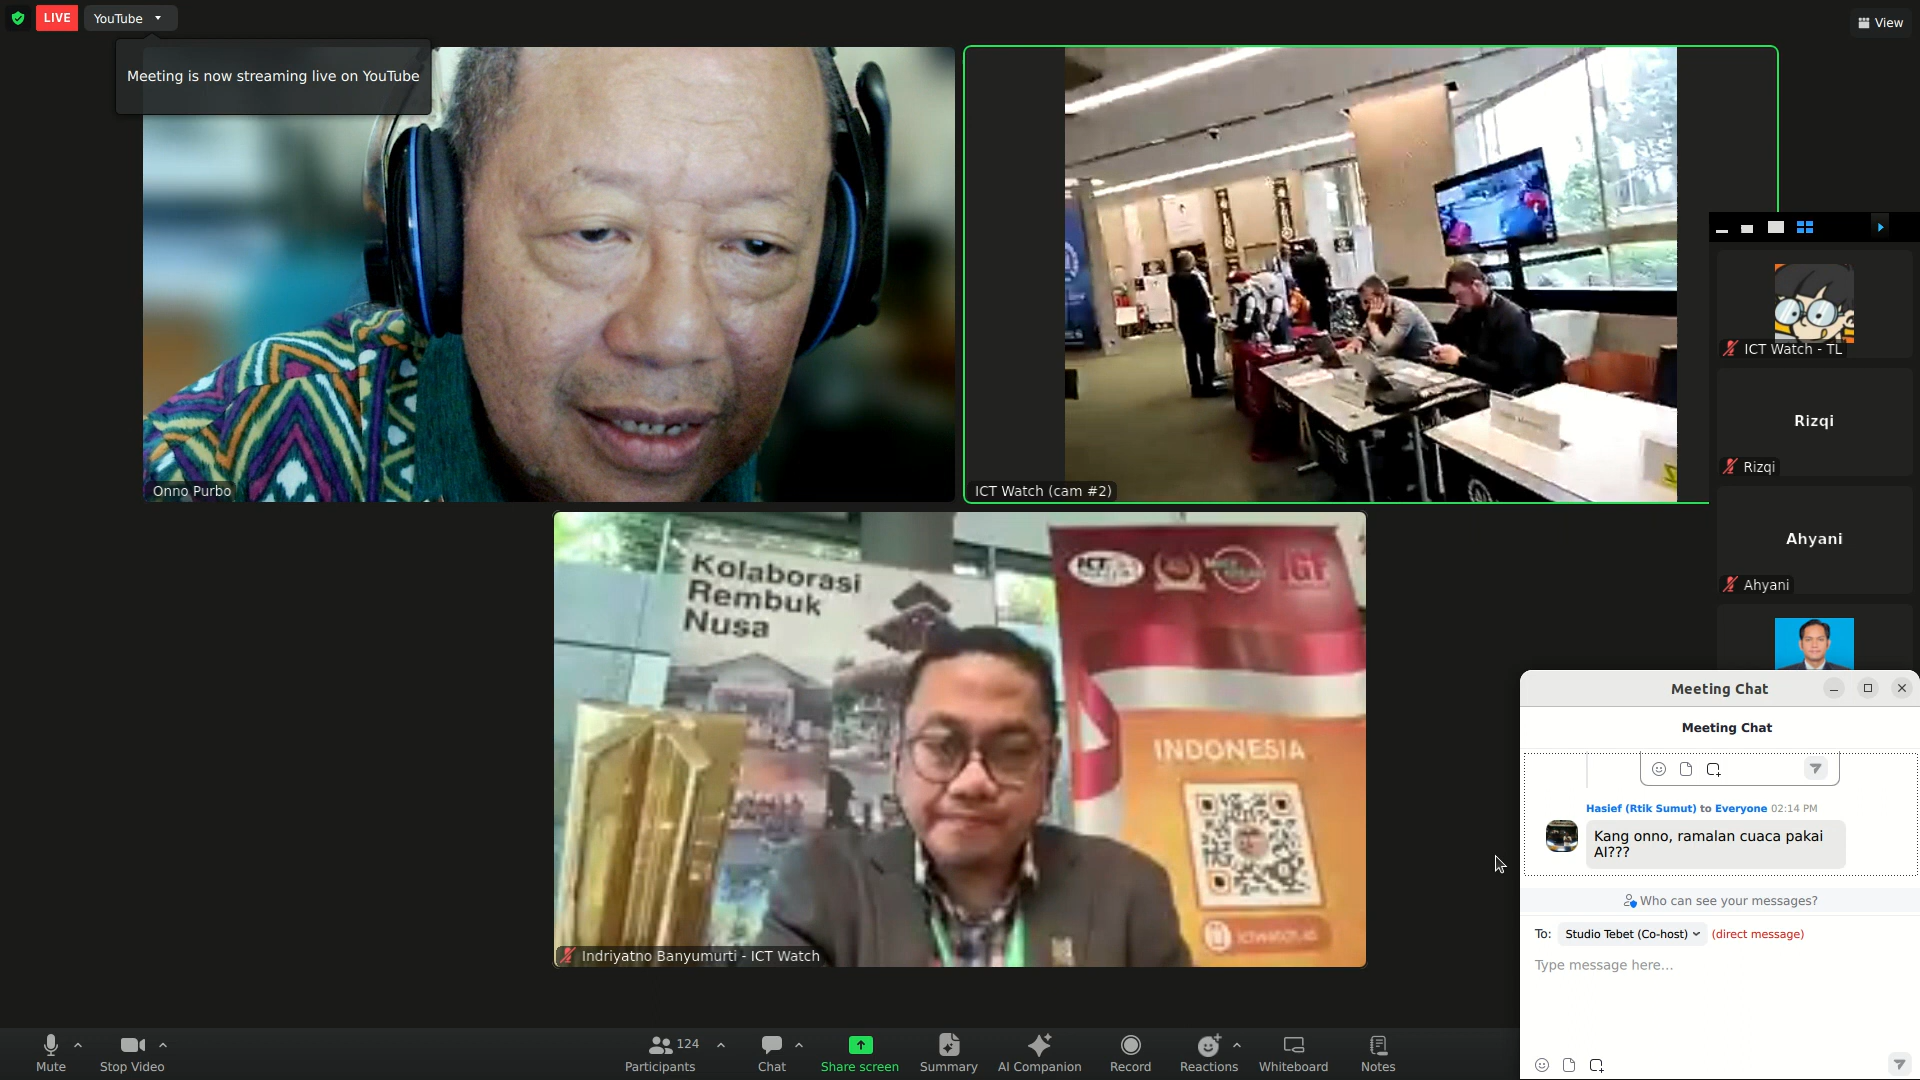 LIVE
YouTube
View
Meeting is now streaming live on YouTube
Onno Purbo
ICT Watch (cam #2)
ICT Watch - TL
Rizqi
Rizqi
Ahyani
Ahyani
Kolaborasi
Rembuk
Nusa
ICT
IGF
INDONESIA
ictwatch.id
Indriyatno Banyumurti - ICT Watch
Meeting Chat
Meeting Chat
Hasief (Rtik Sumut) to Everyone 02:14 PM
Kang onno, ramalan cuaca pakai
AI???
Who can see your messages?
To: Studio Tebet (Co-host) (direct message)
Type message here...
Mute
Stop Video
Participants
124
Chat
Share screen
Summary
AI Companion
Record
Reactions
Whiteboard
Notes